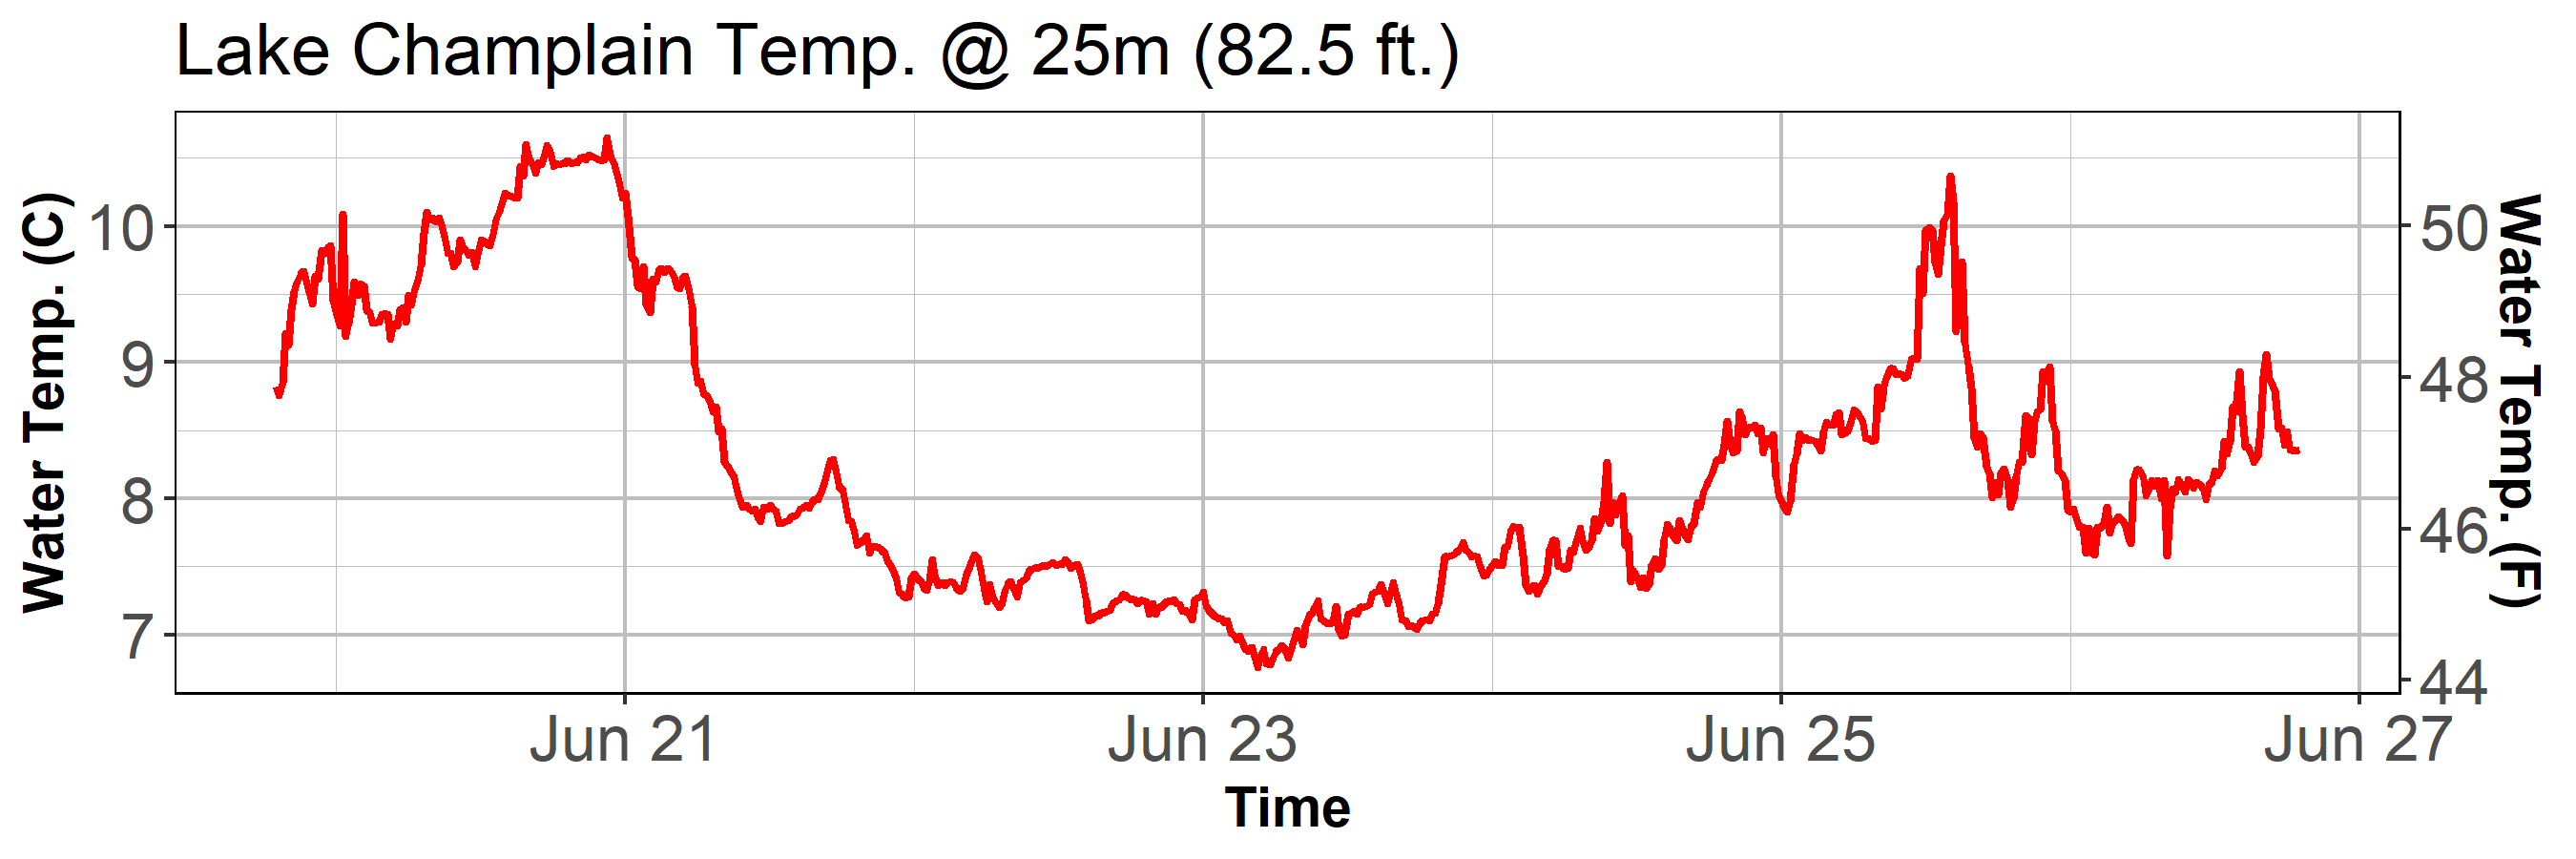 Lake Champlain Temp. @ 25m (82.5 ft.)
Water Temp. (C)
10
9
8
7
50
48
46
44
Water Temp. (F)
Jun 21 Jun 23 Jun 25 Jun 27
Time